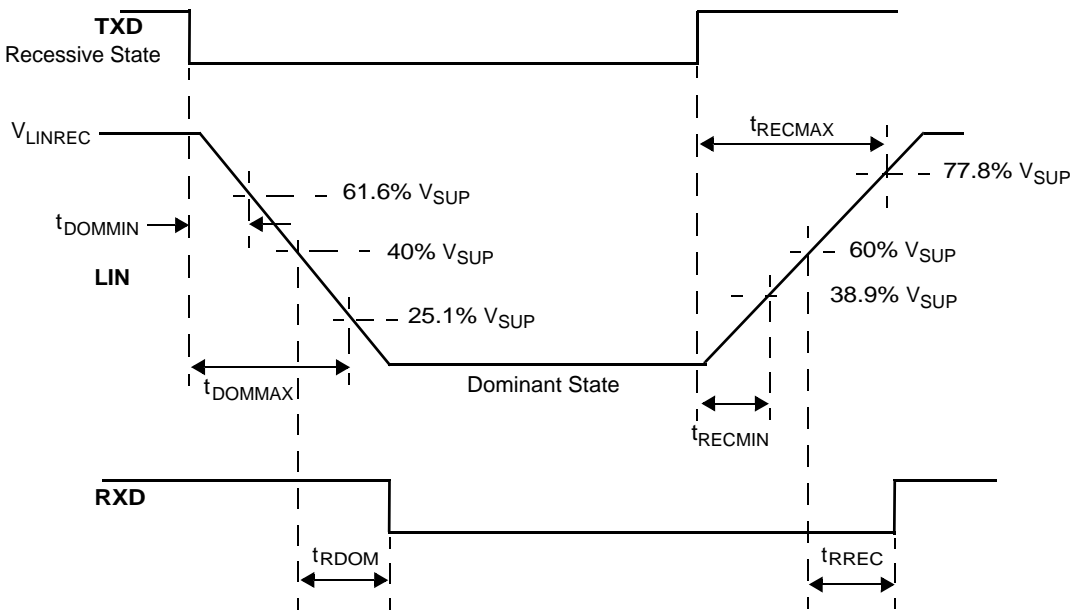 TXD
Recessive State
VLINREC
tRECMAX
77.8% VSUP
61.6% VSUP
tDOMMIN
40% VSUP
60% VSUP
LIN
38.9% VSUP
25.1% VSUP
tDOMMAX
Dominant State
tRECMIN
RXD
tRDOM
tRREC